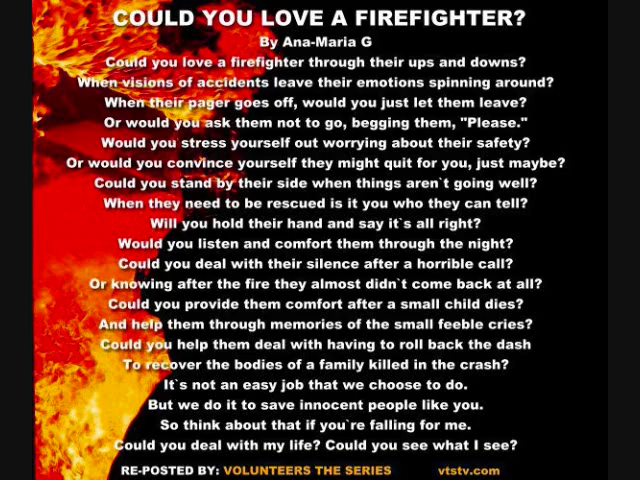 COULD YOU LOVE A FIREFIGHTER?
By Ana-Maria G
Could you love a firefighter through their ups and downs?
When visions of accidents leave their emotions spinning around?
When their pager goes off, would you just let them leave?
Or would you ask them not to go, begging them, "Please."
Would you stress yourself out worrying about their safety?
Or would you convince yourself they might quit for you, just maybe?
Could you stand by their side when things aren`t going well?
When they need to be rescued is it you who they can tell?
Will you hold their hand and say it`s all right?
Would you listen and comfort them through the night?
Could you deal with their silence after a horrible call?
Or knowing after the fire they almost didn`t come back at all?
Could you provide them comfort after a small child dies?
And help them through memories of the small feeble cries?
Could you help them deal with having to roll back the dash
To recover the bodies of a family killed in the crash?
It`s not an easy job that we choose to do.
But we do it to save innocent people like you.
So think about that if you`re falling for me.
Could you deal with my life? Could you see what I see?
RE-POSTED BY: VOLUNTEERS THE SERIES vtstv.com